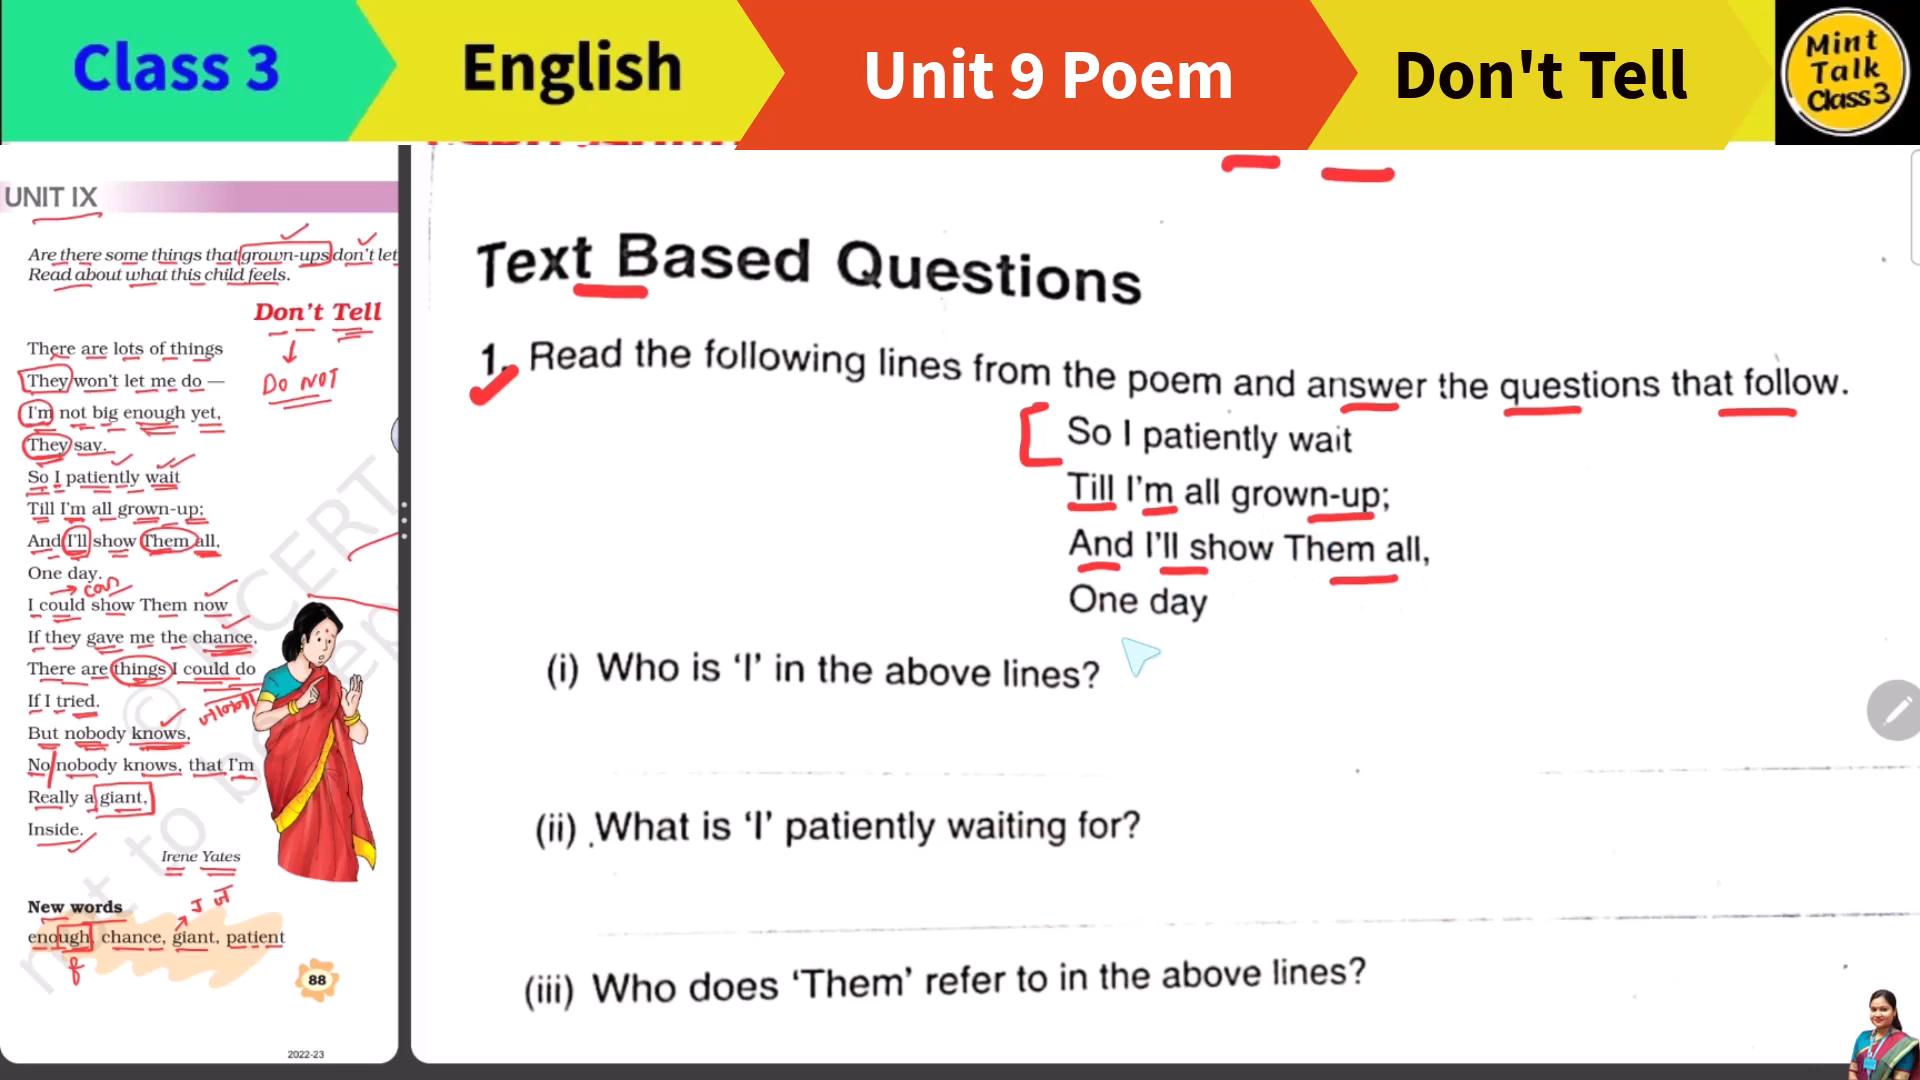 Class 3
English
Unit 9 Poem
Don't Tell
Mint
Talk
Class 3
UNIT IX
Are there some things that grown-ups don't let
Read about what this child feels.
Don't Tell
DO NOT
There are lots of things
They won't let me do —
I'm not big enough yet,
They say.
So I patiently wait
Till I'm all grown-up;
And I'll show Them all,
One day.
can
I could show Them now
If they gave me the chance,
There are things I could do
If I tried.
But nobody knows,
No nobody knows, that I'm
Really a giant,
Inside.
Irene Yates
New words
J ज
enough, chance, giant, patient
f
88
2022-23
Text Based Questions
1. Read the following lines from the poem and answer the questions that follow.
So I patiently wait
Till I'm all grown-up;
And I'll show Them all,
One day
(i) Who is 'I' in the above lines?
(ii) What is 'I' patiently waiting for?
(iii) Who does 'Them' refer to in the above lines?